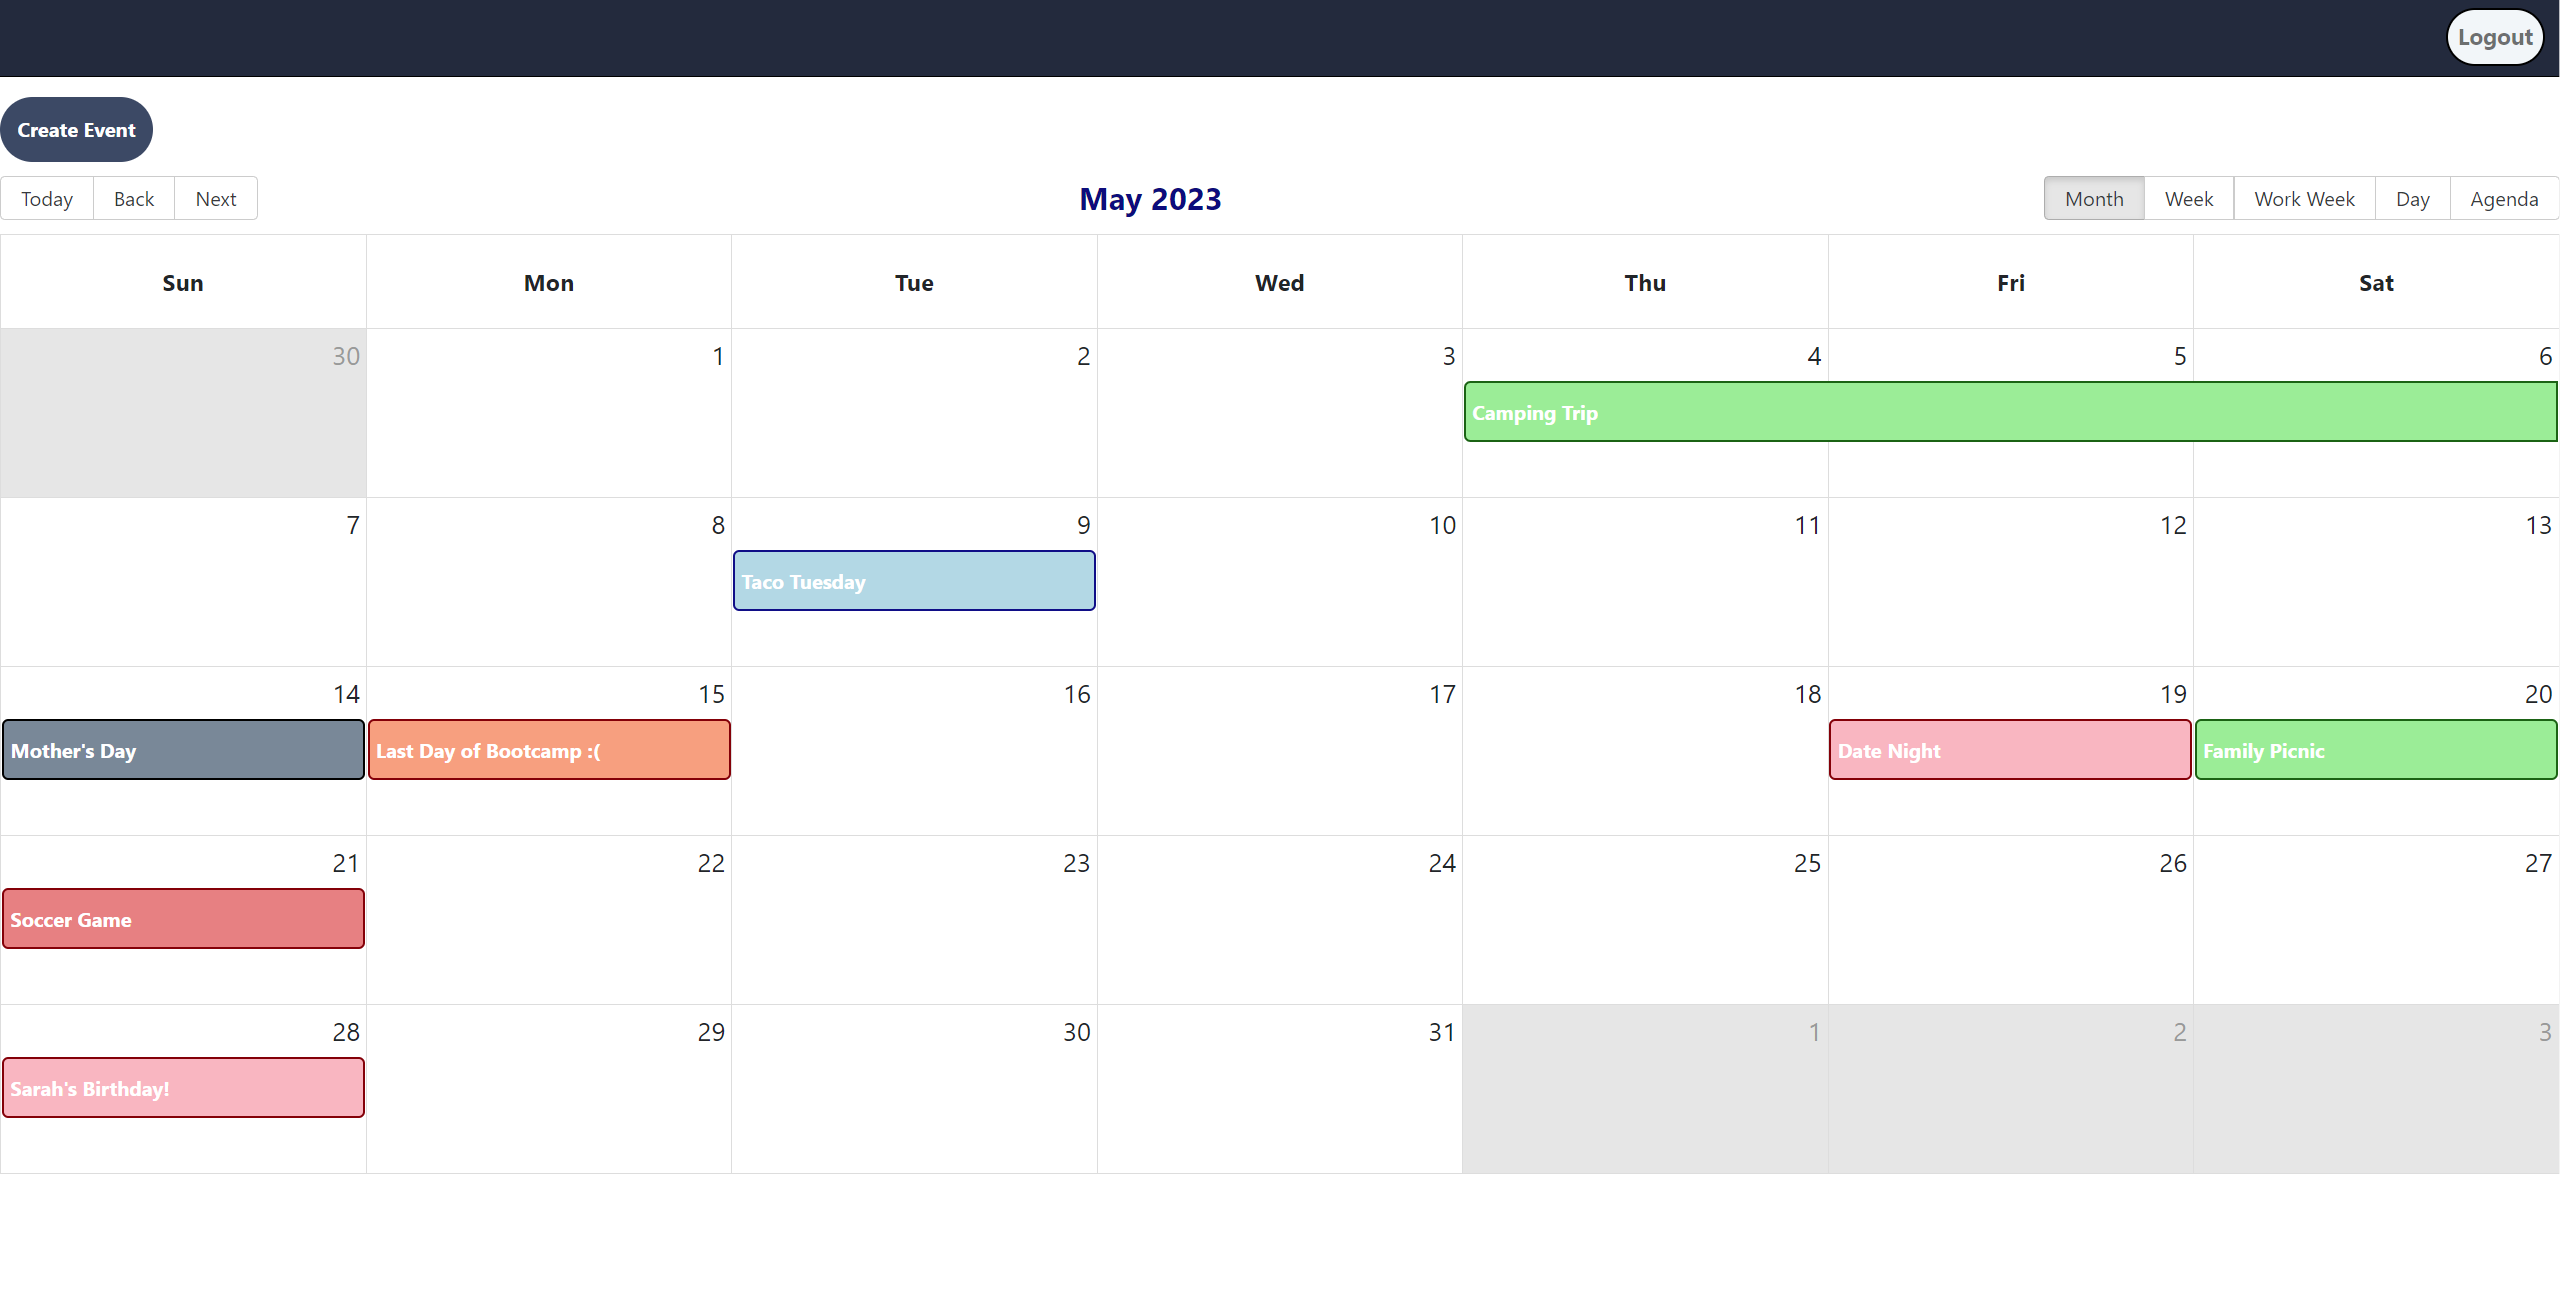 Logout
Create Event
Today Back Next May 2023 Month Week Work Week Day Agenda
Sun Mon Tue Wed Thu Fri Sat
30 1 2 3 4 5 6
Camping Trip
7 8 9 10 11 12 13
Taco Tuesday
14 15 16 17 18 19 20
Mother's Day Last Day of Bootcamp :( Date Night Family Picnic
21 22 23 24 25 26 27
Soccer Game
28 29 30 31 1 2 3
Sarah's Birthday!